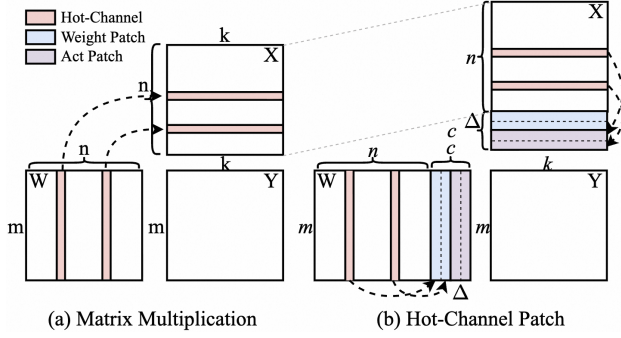 Hot-Channel
Weight Patch
Act Patch
k
X
n
n
W
k
Y
m
m
(a) Matrix Multiplication
X
n
Δ
c
c
n
k
W
Y
m
m
Δ
(b) Hot-Channel Patch